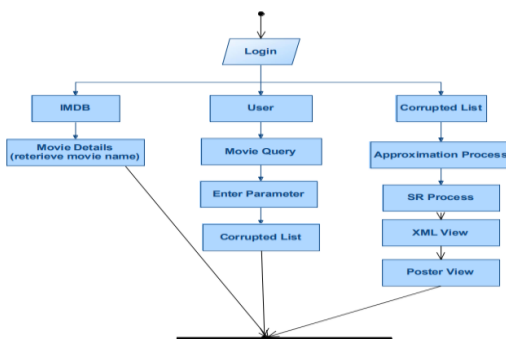 Login
IMDB
User
Corrupted List
Movie Details
(reterieve movie name)
Movie Query
Approximation Process
Enter Parameter
SR Process
Corrupted List
XML View
Poster View